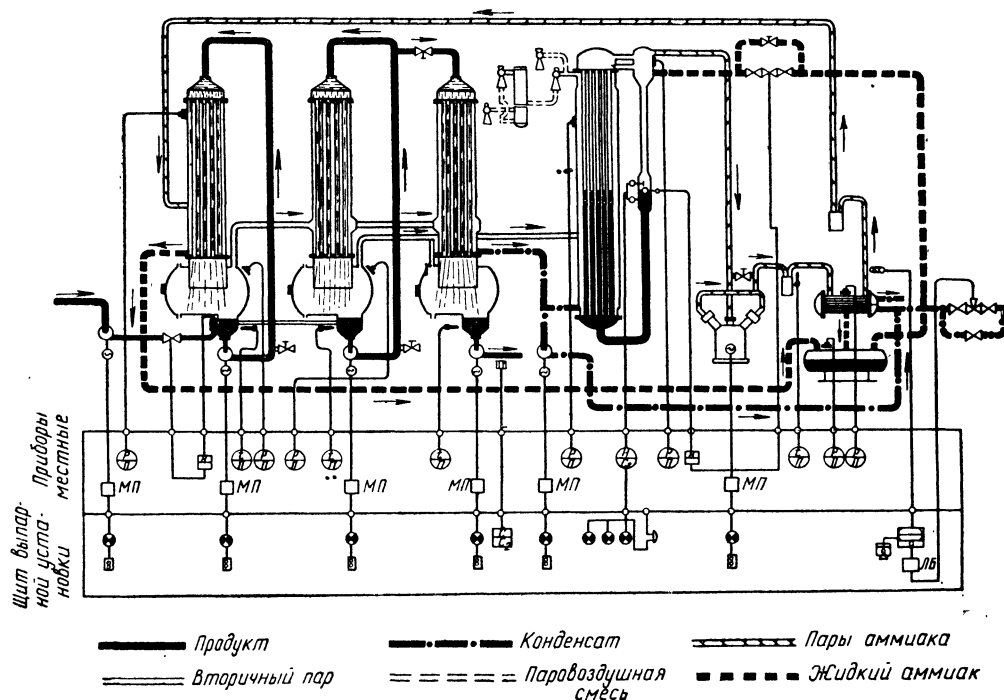 Приборы
местные
Щит выпар-
ной уста-
новки
МП
МП
МП
МП
МП
МП
ЛБ
Продукт
Конденсат
Пары аммиака
Вторичный пар
Паровоздушная
смесь
Жидкий аммиак